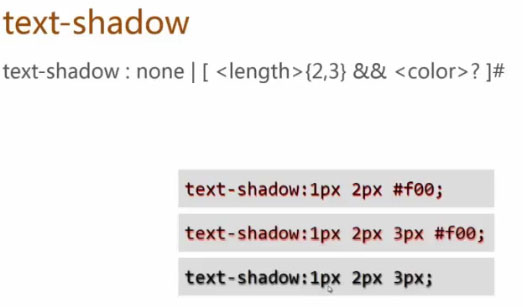 text-shadow
text-shadow : none | [ <length>{2,3} && <color>? ]#
text-shadow:1px 2px #f00;
text-shadow:1px 2px 3px #f00;
text-shadow:1px 2px 3px;